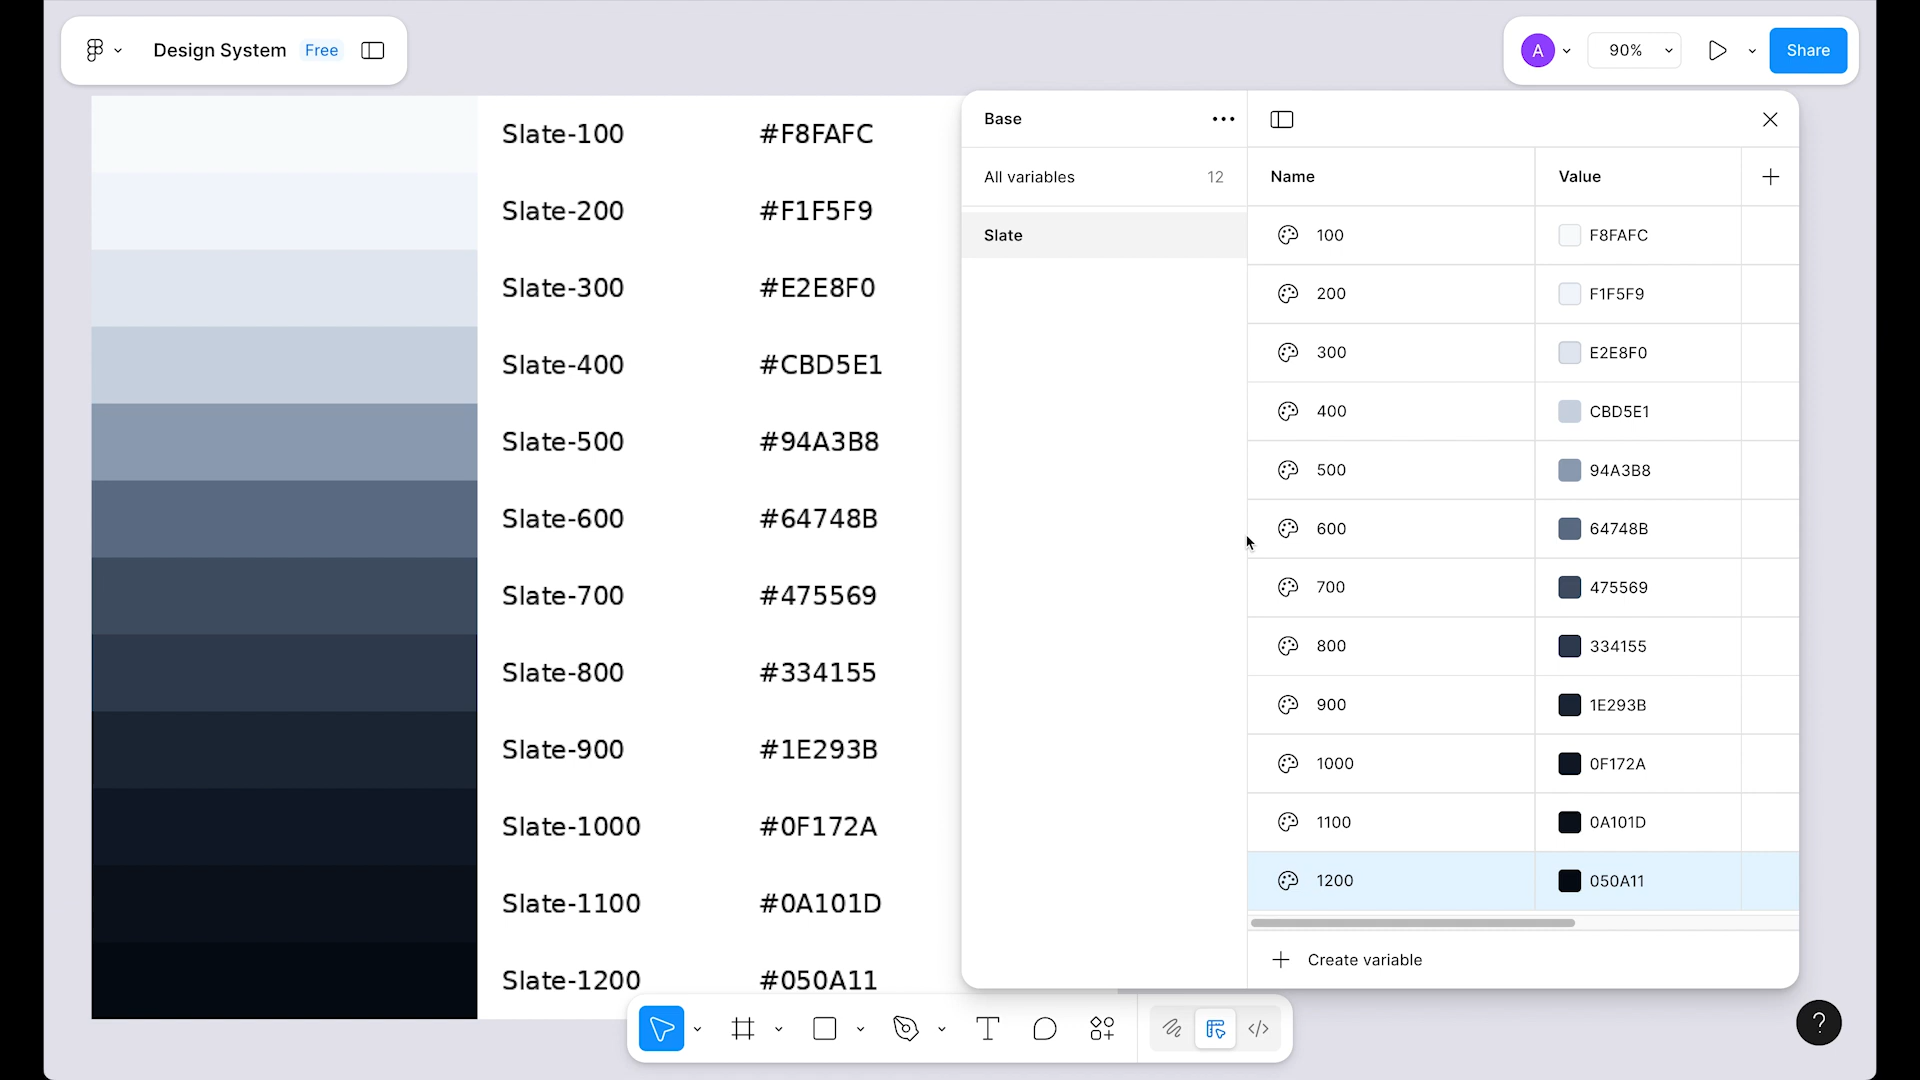 Design System Free
A 90% Share
Slate-100 #F8FAFC
Slate-200 #F1F5F9
Slate-300 #E2E8F0
Slate-400 #CBD5E1
Slate-500 #94A3B8
Slate-600 #64748B
Slate-700 #475569
Slate-800 #334155
Slate-900 #1E293B
Slate-1000 #0F172A
Slate-1100 #0A101D
Slate-1200 #050A11
Base
All variables 12
Slate
Name Value
100 F8FAFC
200 F1F5F9
300 E2E8F0
400 CBD5E1
500 94A3B8
600 64748B
700 475569
800 334155
900 1E293B
1000 0F172A
1100 0A101D
1200 050A11
Create variable
?